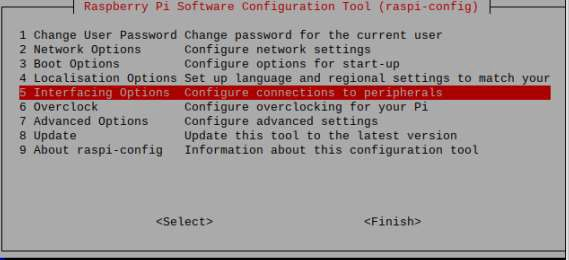 Raspberry Pi Software Configuration Tool (raspi-config)
1 Change User Password Change password for the current user
2 Network Options Configure network settings
3 Boot Options Configure options for start-up
4 Localisation Options Set up language and regional settings to match your
5 Interfacing Options Configure connections to peripherals
6 Overclock Configure overclocking for your Pi
7 Advanced Options Configure advanced settings
8 Update Update this tool to the latest version
9 About raspi-config Information about this configuration tool
<Select> <Finish>